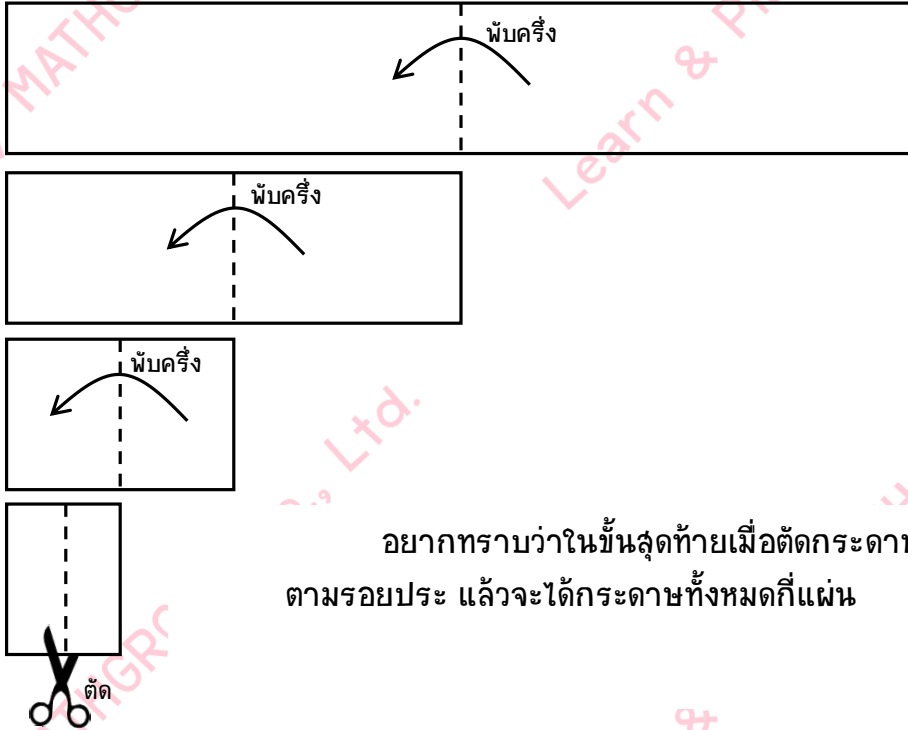 พับครึ่ง
พับครึ่ง
พับครึ่ง
อยากทราบว่าในขั้นสุดท้ายเมื่อตัดกระดาษ
ตามรอยประ แล้วจะได้กระดาษทั้งหมดกี่แผ่น
ตัด
MATHG
Learn & P
Ltd.
THGR
&